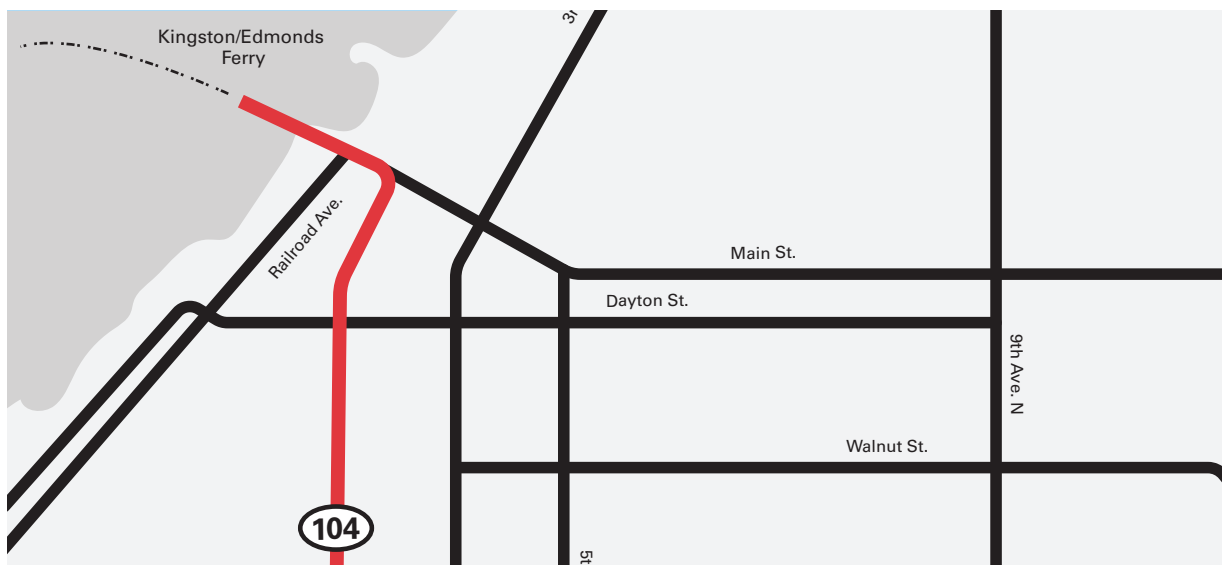 Kingston/Edmonds
Ferry
Railroad Ave.
Main St.
Dayton St.
9th Ave. N
Walnut St.
104